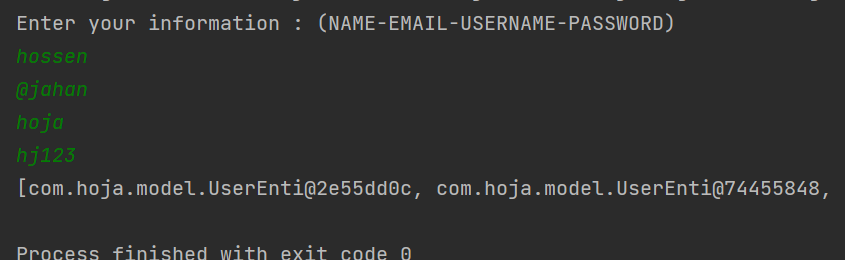 Enter your information : (NAME-EMAIL-USERNAME-PASSWORD)
hossen
@jahan
hoja
hj123
[com.hoja.model.UserEnti@2e55dd0c, com.hoja.model.UserEnti@74455848,
Process finished with exit code 0